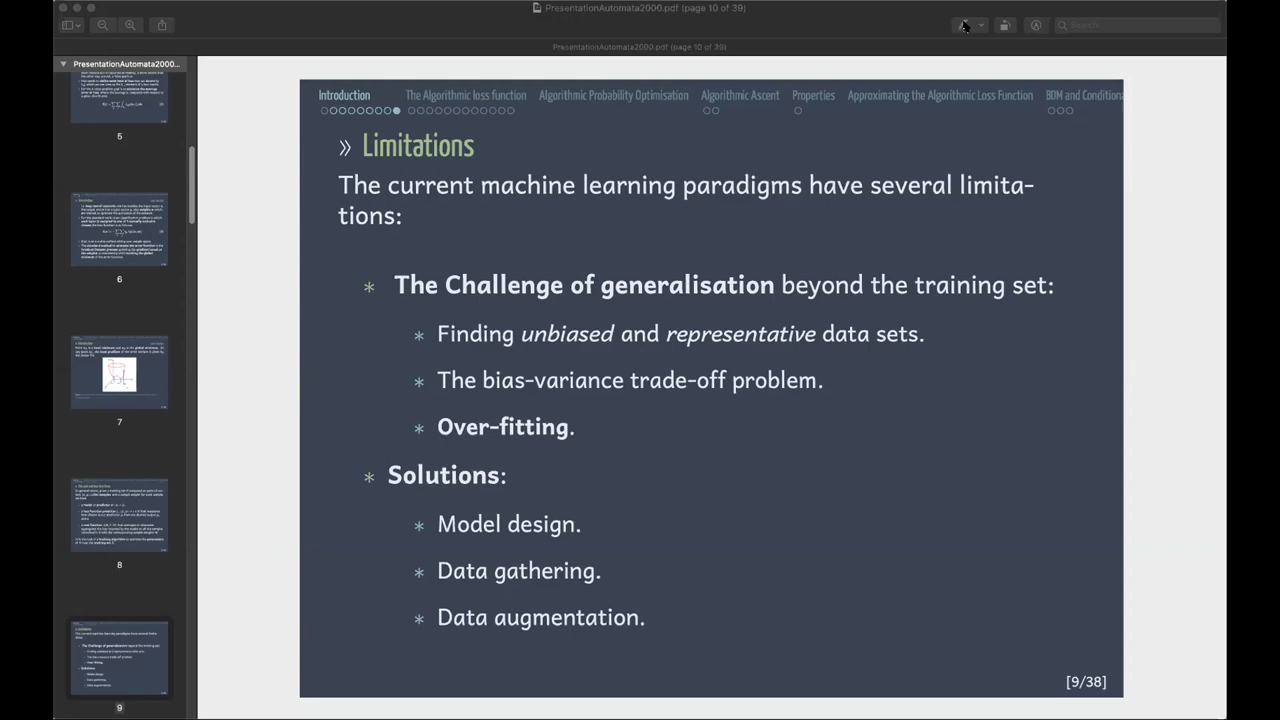 PresentationAutomata2000.pdf (page 10 of 39)
Search
PresentationAutomata2000.pdf (page 10 of 39)
PresentationAutomata2000...
5
6
7
8
9
Introduction The Algorithmic loss function Algorithmic Probability Optimisation Algorithmic Ascent Properties Approximating the Algorithmic Loss Function BDM and Condition
» Limitations
The current machine learning paradigms have several limita-
tions:
* The Challenge of generalisation beyond the training set:
* Finding unbiased and representative data sets.
* The bias-variance trade-off problem.
* Over-fitting.
* Solutions:
* Model design.
* Data gathering.
* Data augmentation.
[9/38]